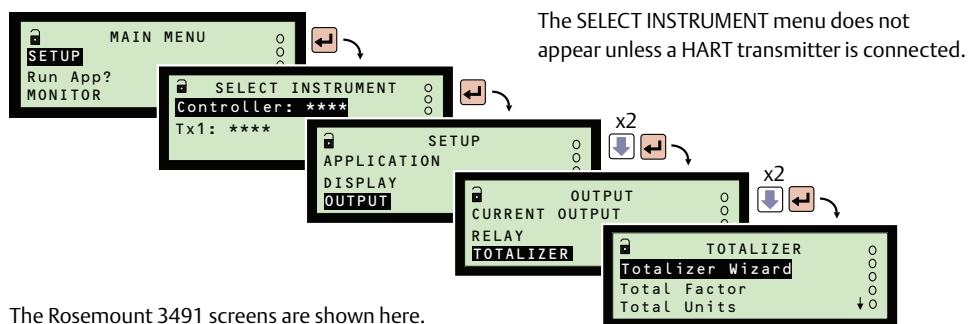 MAIN MENU
SETUP
Run App?
MONITOR
The SELECT INSTRUMENT menu does not
appear unless a HART transmitter is connected.
SELECT INSTRUMENT
Controller: ****
Tx1: ****
SETUP
APPLICATION
DISPLAY
OUTPUT
x2
OUTPUT
CURRENT OUTPUT
RELAY
TOTALIZER
x2
TOTALIZER
Totalizer Wizard
Total Factor
Total Units
The Rosemount 3491 screens are shown here.